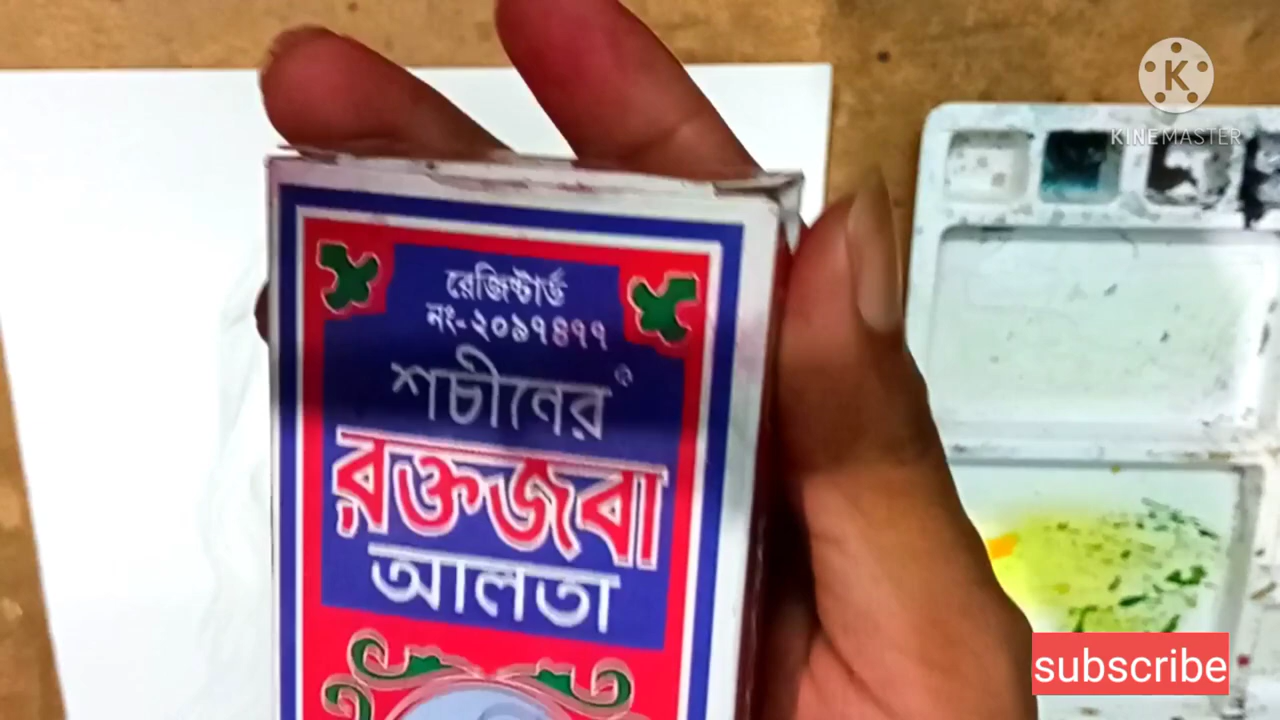 রেজিষ্টার্ড
নং-২০৯৭৪৭৭
শচীনের
রক্তজবা
আলতা
K
KINEMASTER
subscribe